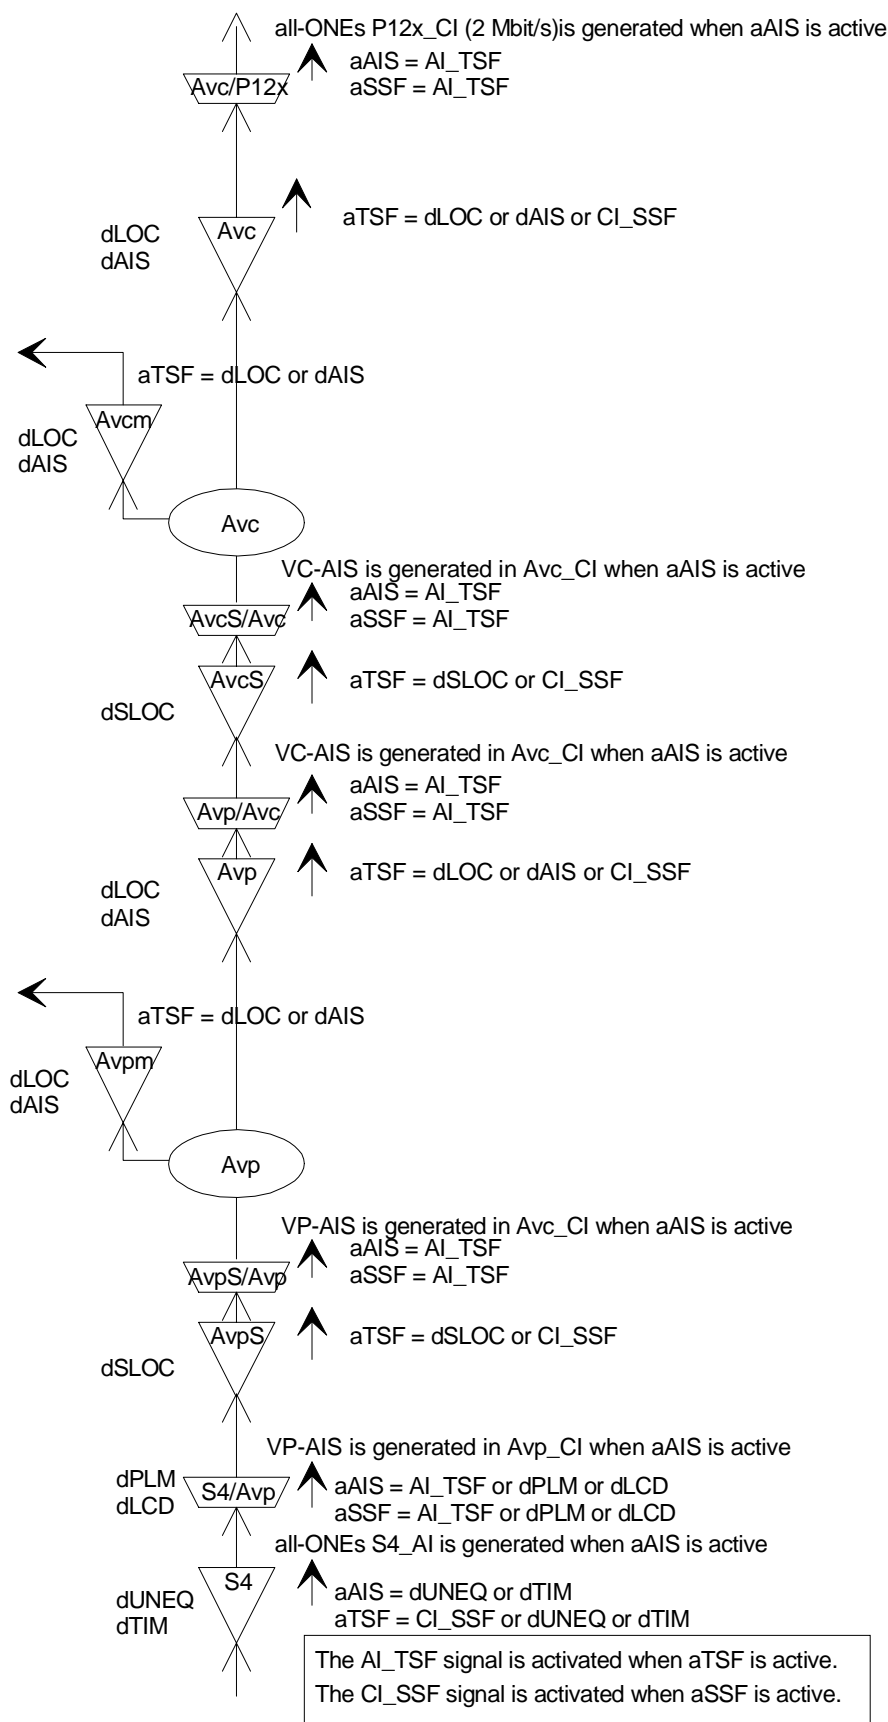 all-ONEs P12x_CI (2 Mbit/s)is generated when aAIS is active
aAIS = AI_TSF
Avc/P12x
aSSF = AI_TSF
aTSF = dLOC or dAIS or CI_SSF
Avc
dLOC
dAIS
aTSF = dLOC or dAIS
Avcm
dLOC
dAIS
Avc
VC-AIS is generated in Avc_CI when aAIS is active
aAIS = AI_TSF
AvcS/Avc
aSSF = AI_TSF
AvcS
aTSF = dSLOC or CI_SSF
dSLOC
VC-AIS is generated in Avc_CI when aAIS is active
aAIS = AI_TSF
Avp/Avc
aSSF = AI_TSF
Avp
aTSF = dLOC or dAIS or CI_SSF
dLOC
dAIS
aTSF = dLOC or dAIS
Avpm
dLOC
dAIS
Avp
VP-AIS is generated in Avc_CI when aAIS is active
aAIS = AI_TSF
AvpS/Avp
aSSF = AI_TSF
AvpS
aTSF = dSLOC or CI_SSF
dSLOC
VP-AIS is generated in Avp_CI when aAIS is active
dPLM
dLCD
S4/Avp
aAIS = AI_TSF or dPLM or dLCD
aSSF = AI_TSF or dPLM or dLCD
all-ONEs S4_AI is generated when aAIS is active
S4
dUNEQ
dTIM
aAIS = dUNEQ or dTIM
aTSF = CI_SSF or dUNEQ or dTIM
The AI_TSF signal is activated when aTSF is active.
The CI_SSF signal is activated when aSSF is active.